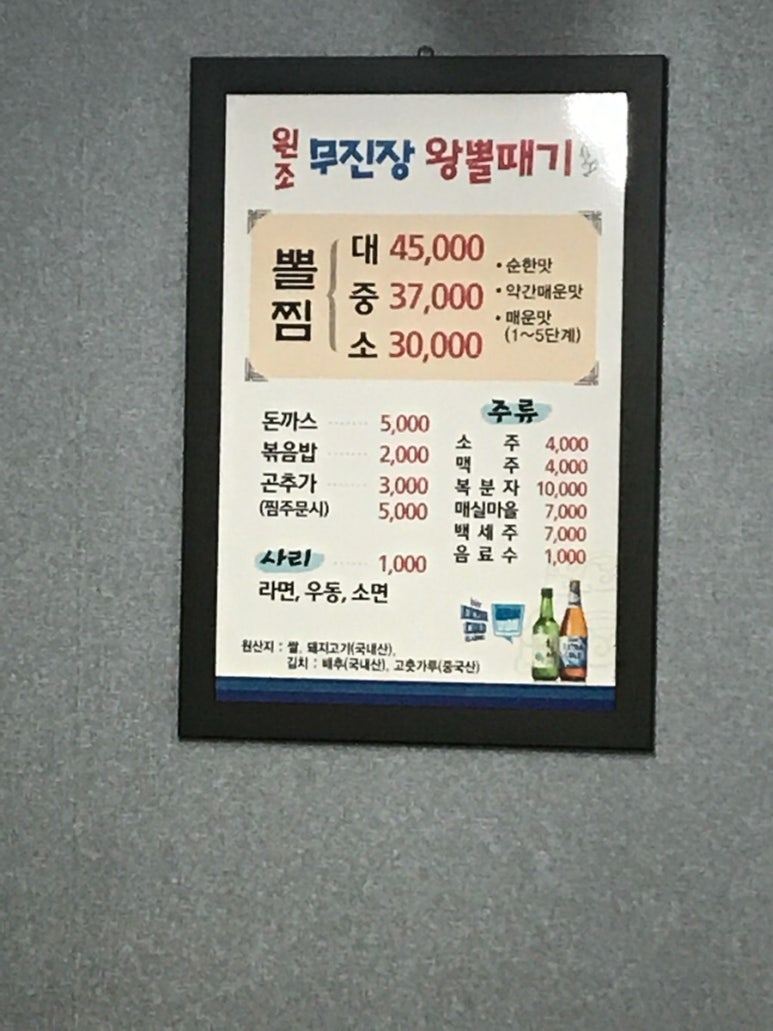 원조 무진장 왕뽈때기
뽈찜
대 45,000
중 37,000
소 30,000
• 순한맛
• 약간매운맛
• 매운맛
(1~5단계)
돈까스 ······· 5,000
볶음밥 ······· 2,000
곤추가 ······· 3,000
(찜주문시) 5,000
사리 ······· 1,000
라면, 우동, 소면
주류
소 주 4,000
맥 주 4,000
복 분 자 10,000
매실마을 7,000
백 세 주 7,000
음 료 수 1,000
원산지 : 쌀, 돼지고기(국내산),
김치 : 배추(국내산), 고춧가루(중국산)